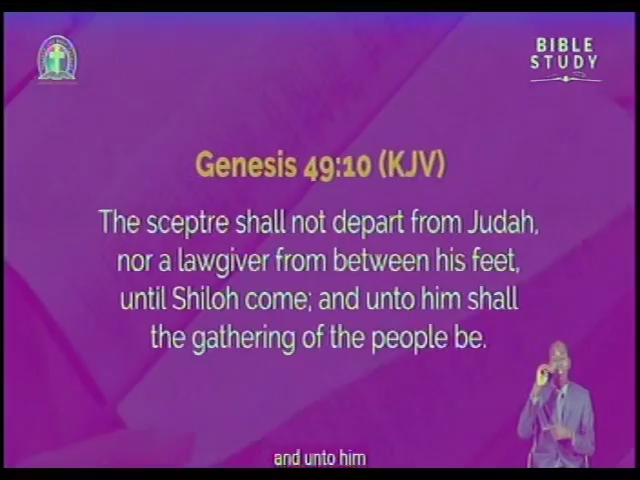 BIBLE
STUDY
Genesis 49:10 (KJV)
The sceptre shall not depart from Judah,
nor a lawgiver from between his feet,
until Shiloh come; and unto him shall
the gathering of the people be.
and unto him